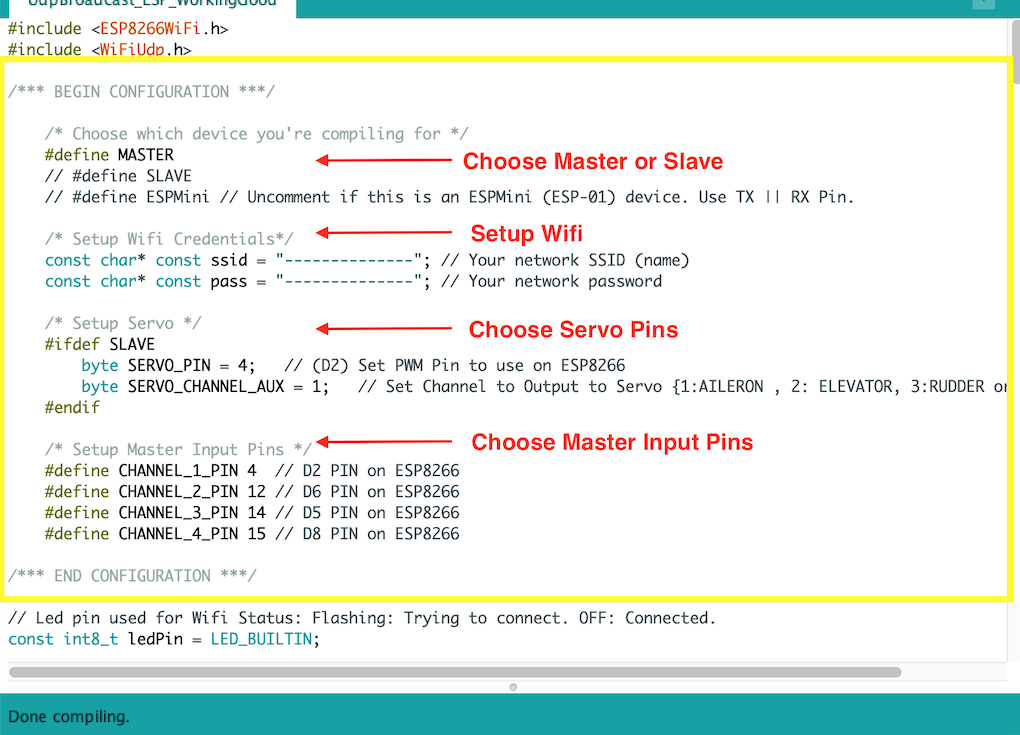 UdpBroadcast_ESP_WorkingGood
#include <ESP8266WiFi.h>
#include <WiFiUdp.h>
/*** BEGIN CONFIGURATION ***/
/* Choose which device you're compiling for */
#define MASTER
Choose Master or Slave
// #define SLAVE
// #define ESPMini // Uncomment if this is an ESPMini (ESP-01) device. Use TX || RX Pin.
/* Setup Wifi Credentials*/
Setup Wifi
const char* const ssid = "--------------"; // Your network SSID (name)
const char* const pass = "--------------"; // Your network password
/* Setup Servo */
Choose Servo Pins
#ifdef SLAVE
byte SERVO_PIN = 4; // (D2) Set PWM Pin to use on ESP8266
byte SERVO_CHANNEL_AUX = 1; // Set Channel to Output to Servo {1:AILERON , 2: ELEVATOR, 3:RUDDER or
#endif
/* Setup Master Input Pins */
Choose Master Input Pins
#define CHANNEL_1_PIN 4 // D2 PIN on ESP8266
#define CHANNEL_2_PIN 12 // D6 PIN on ESP8266
#define CHANNEL_3_PIN 14 // D5 PIN on ESP8266
#define CHANNEL_4_PIN 15 // D8 PIN on ESP8266
/*** END CONFIGURATION ***/
// Led pin used for Wifi Status: Flashing: Trying to connect. OFF: Connected.
const int8_t ledPin = LED_BUILTIN;
Done compiling.